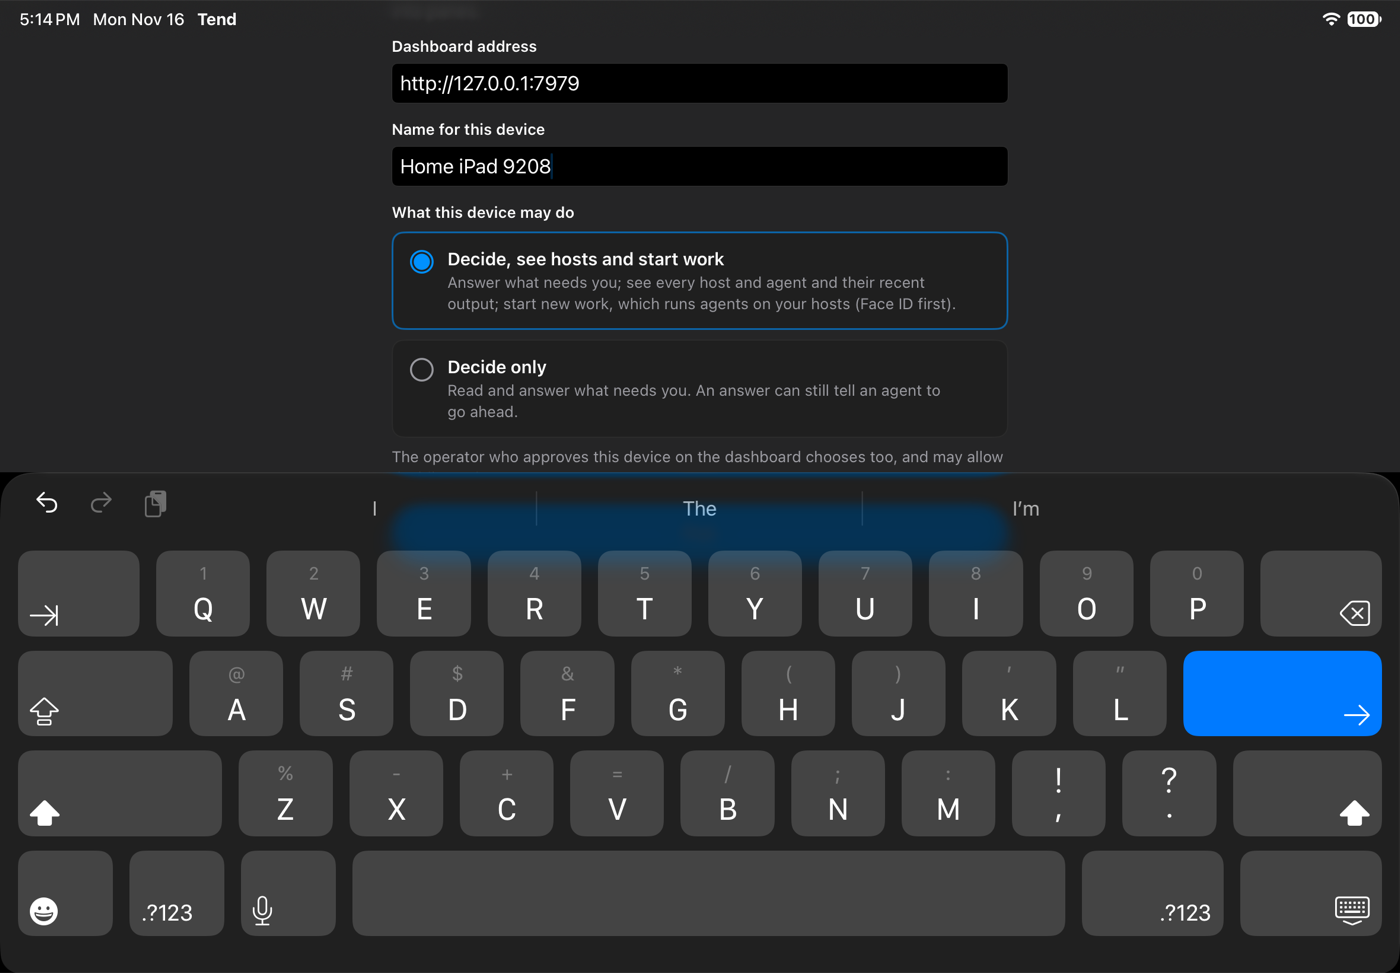 5:14 PM Mon Nov 16 Tend
100
Dashboard address
http://127.0.0.1:7979
Name for this device
Home iPad 9208
What this device may do
Decide, see hosts and start work
Answer what needs you; see every host and agent and their recent
output; start new work, which runs agents on your hosts (Face ID first).
Decide only
Read and answer what needs you. An answer can still tell an agent to
go ahead.
The operator who approves this device on the dashboard chooses too, and may allow
I The I’m
1 2 3 4 5 6 7 8 9 0
Q W E R T Y U I O P
@ # $ & * ( ) ' "
A S D F G H J K L
% - + = / ; : ! ?
Z X C V B N M , .
.?123 .?123